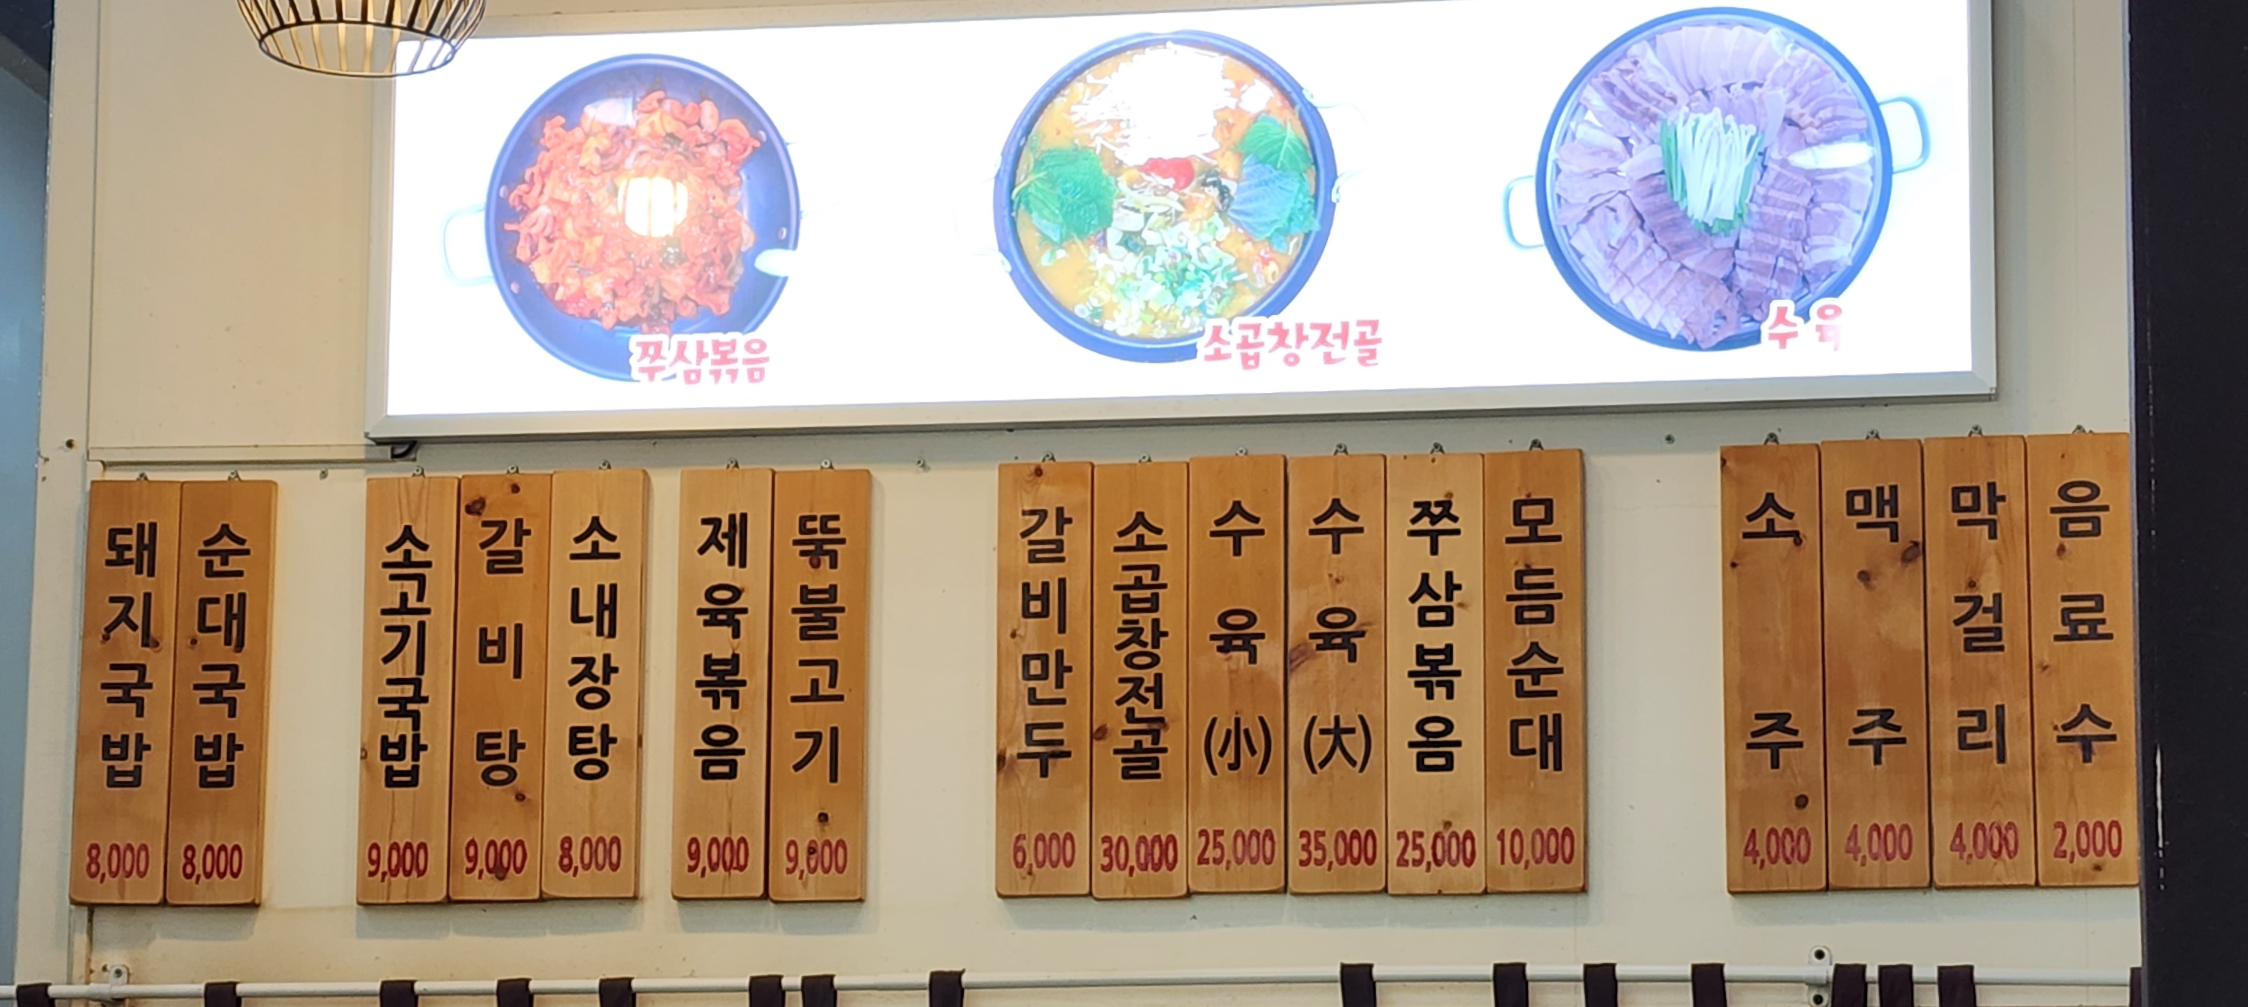 쭈삼볶음
소곱창전골
수육
돼지국밥
8,000
순대국밥
8,000
소고기국밥
9,000
갈비탕
9,000
소내장탕
8,000
제육볶음
9,000
뚝불고기
9,000
갈비만두
6,000
소곱창전골
30,000
수육(小)
25,000
수육(大)
35,000
쭈삼볶음
25,000
모듬순대
10,000
소주
4,000
맥주
4,000
막걸리
4,000
음료수
2,000